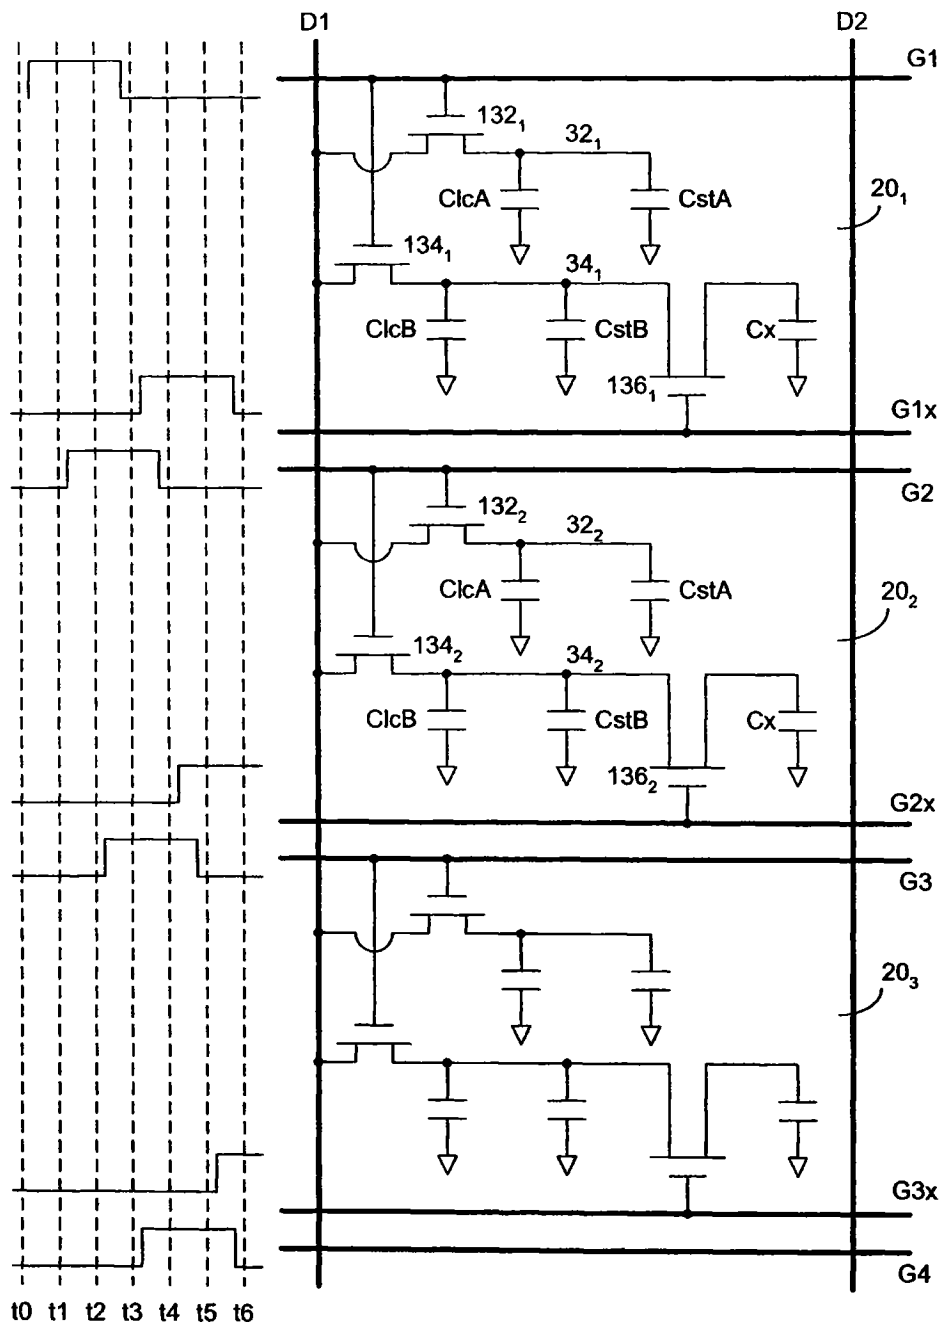 D1 D2
G1
132₁ 32₁
ClcA CstA 20₁
134₁ 34₁
ClcB CstB Cx
136₁
G1x
G2
132₂ 32₂
ClcA CstA 20₂
134₂ 34₂
ClcB CstB Cx
136₂
G2x
G3
20₃
G3x
G4
t0 t1 t2 t3 t4 t5 t6